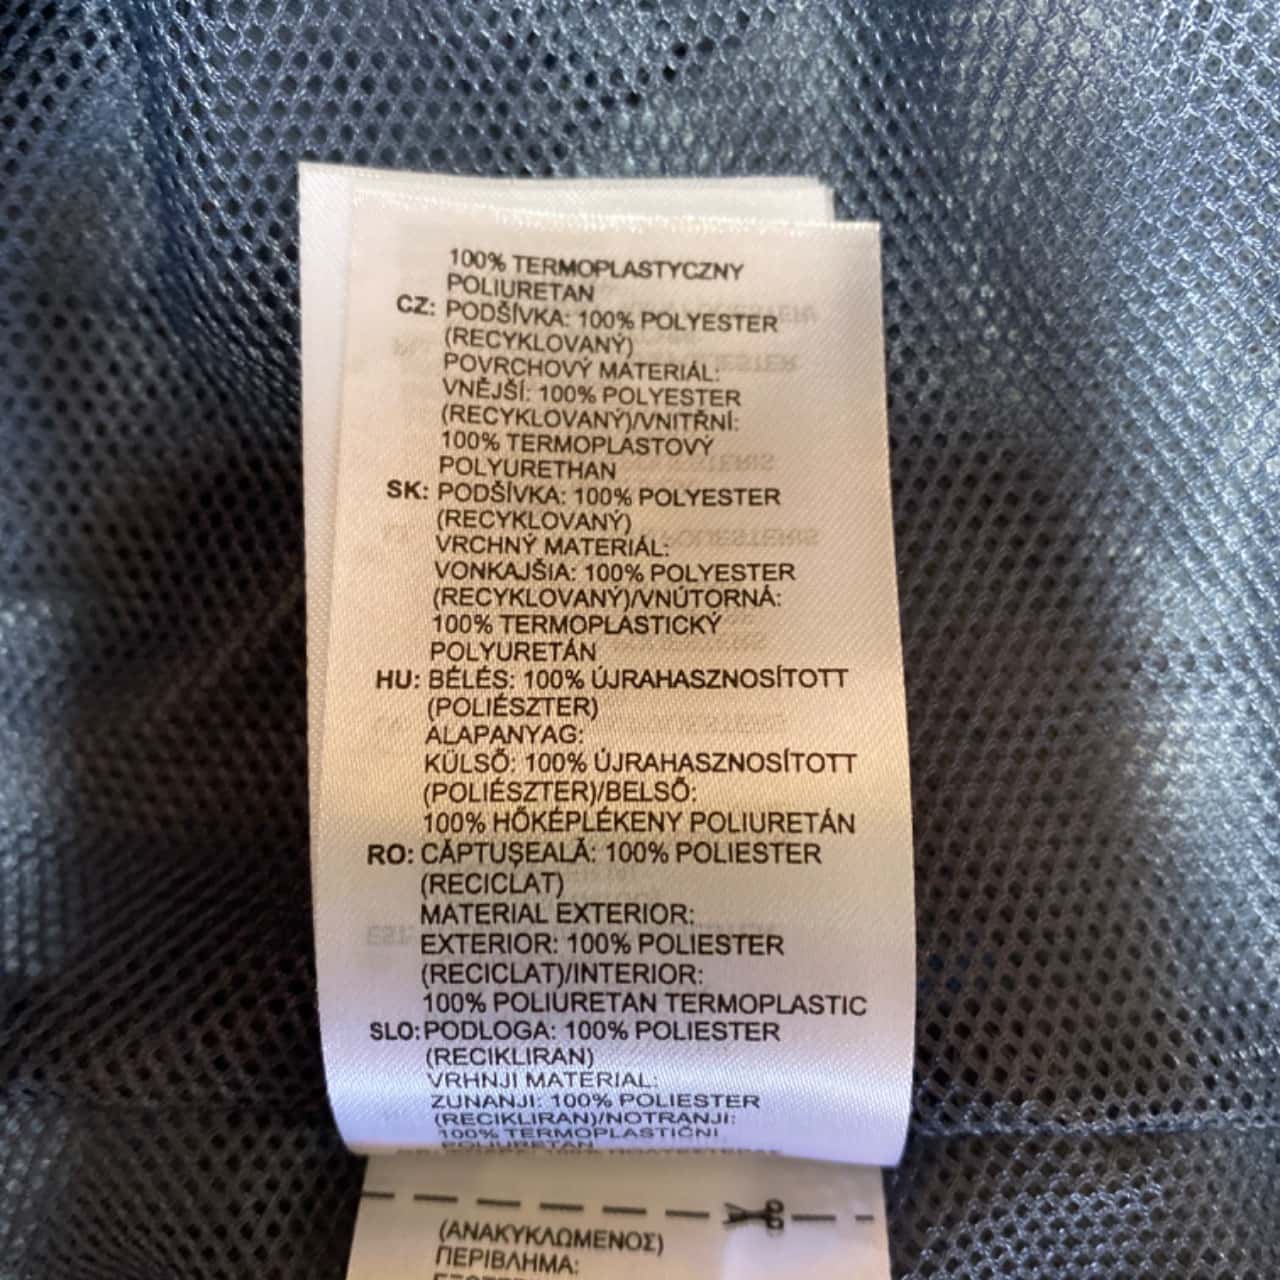 100% TERMOPLASTYCZNY
POLIURETAN
CZ: PODŠÍVKA: 100% POLYESTER
(RECYKLOVANÝ)
POVRCHOVÝ MATERIÁL:
VNĚJŠÍ: 100% POLYESTER
(RECYKLOVANÝ)/VNITŘNÍ:
100% TERMOPLASTOVÝ
POLYURETHAN
SK: PODŠÍVKA: 100% POLYESTER
(RECYKLOVANÝ)
VRCHNÝ MATERIÁL:
VONKAJŠIA: 100% POLYESTER
(RECYKLOVANÝ)/VNÚTORNÁ:
100% TERMOPLASTICKÝ
POLYURETÁN
HU: BÉLÉS: 100% ÚJRAHASZNOSÍTOTT
(POLIÉSZTER)
ALAPANYAG:
KÜLSŐ: 100% ÚJRAHASZNOSÍTOTT
(POLIÉSZTER)/BELSŐ:
100% HŐKÉPLÉKENY POLIURETÁN
RO: CĂPTUȘEALĂ: 100% POLIESTER
(RECICLAT)
MATERIAL EXTERIOR:
EXTERIOR: 100% POLIESTER
(RECICLAT)/INTERIOR:
100% POLIURETAN TERMOPLASTIC
SLO: PODLOGA: 100% POLIESTER
(RECIKLIRAN)
VRHNJI MATERIAL:
ZUNANJI: 100% POLIESTER
(RECIKLIRAN)/NOTRANJI:
100% TERMOPLASTIČNI
POLIURETAN
(ΑΝΑΚΥΚΛΩΜΕΝΟΣ)
ΠΕΡΙΒΛΗΜΑ: